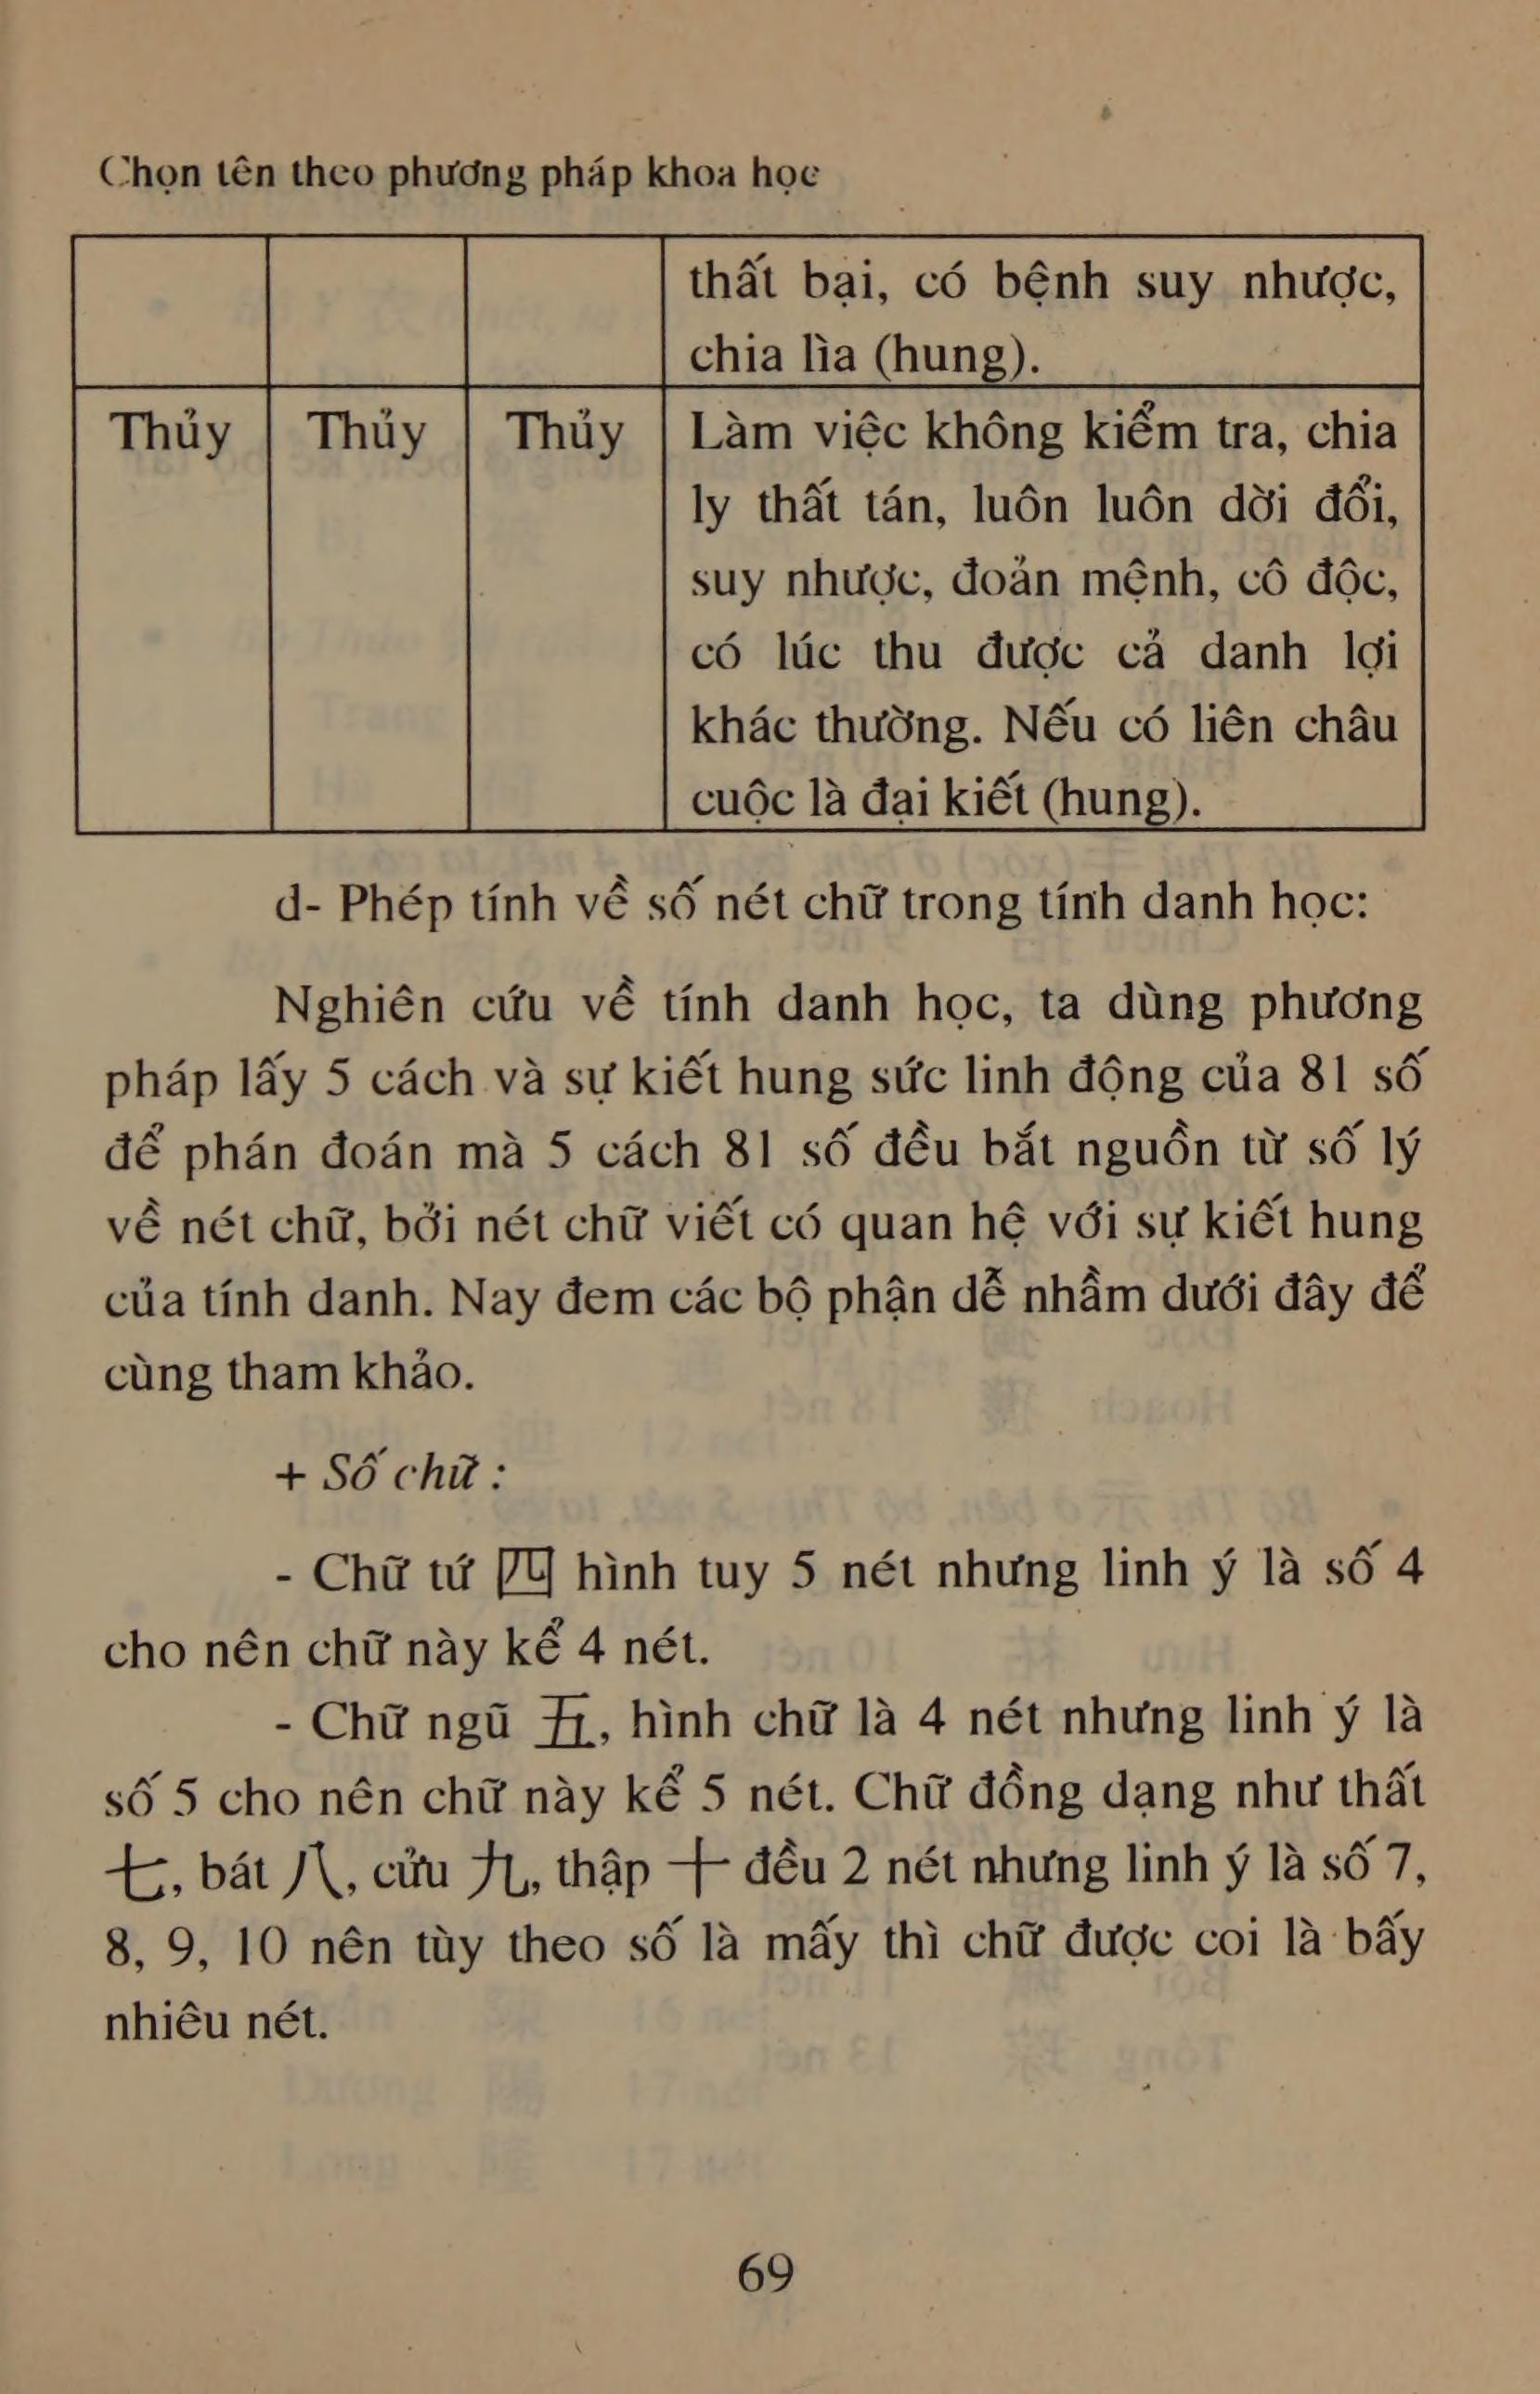 Chọn tên theo phương pháp khoa học
thất bại, có bệnh suy nhược,
chia lìa (hung).
Thủy Thủy Thủy Làm việc không kiểm tra, chia
ly thất tán, luôn luôn dời đổi,
suy nhược, đoản mệnh, cô độc,
có lúc thu được cả danh lợi
khác thường. Nếu có liên châu
cuộc là đại kiết (hung).
d- Phép tính về số nét chữ trong tính danh học:
Nghiên cứu về tính danh học, ta dùng phương
pháp lấy 5 cách và sự kiết hung sức linh động của 81 số
để phán đoán mà 5 cách 81 số đều bắt nguồn từ số lý
về nét chữ, bởi nét chữ viết có quan hệ với sự kiết hung
của tính danh. Nay đem các bộ phận dễ nhầm dưới đây để
cùng tham khảo.
+ Số chữ :
- Chữ tứ 四 hình tuy 5 nét nhưng linh ý là số 4
cho nên chữ này kể 4 nét.
- Chữ ngũ 五, hình chữ là 4 nét nhưng linh ý là
số 5 cho nên chữ này kể 5 nét. Chữ đồng dạng như thất
七, bát 八, cửu 九, thập 十 đều 2 nét nhưng linh ý là số 7,
8, 9, 10 nên tùy theo số là mấy thì chữ được coi là bấy
nhiêu nét.
69